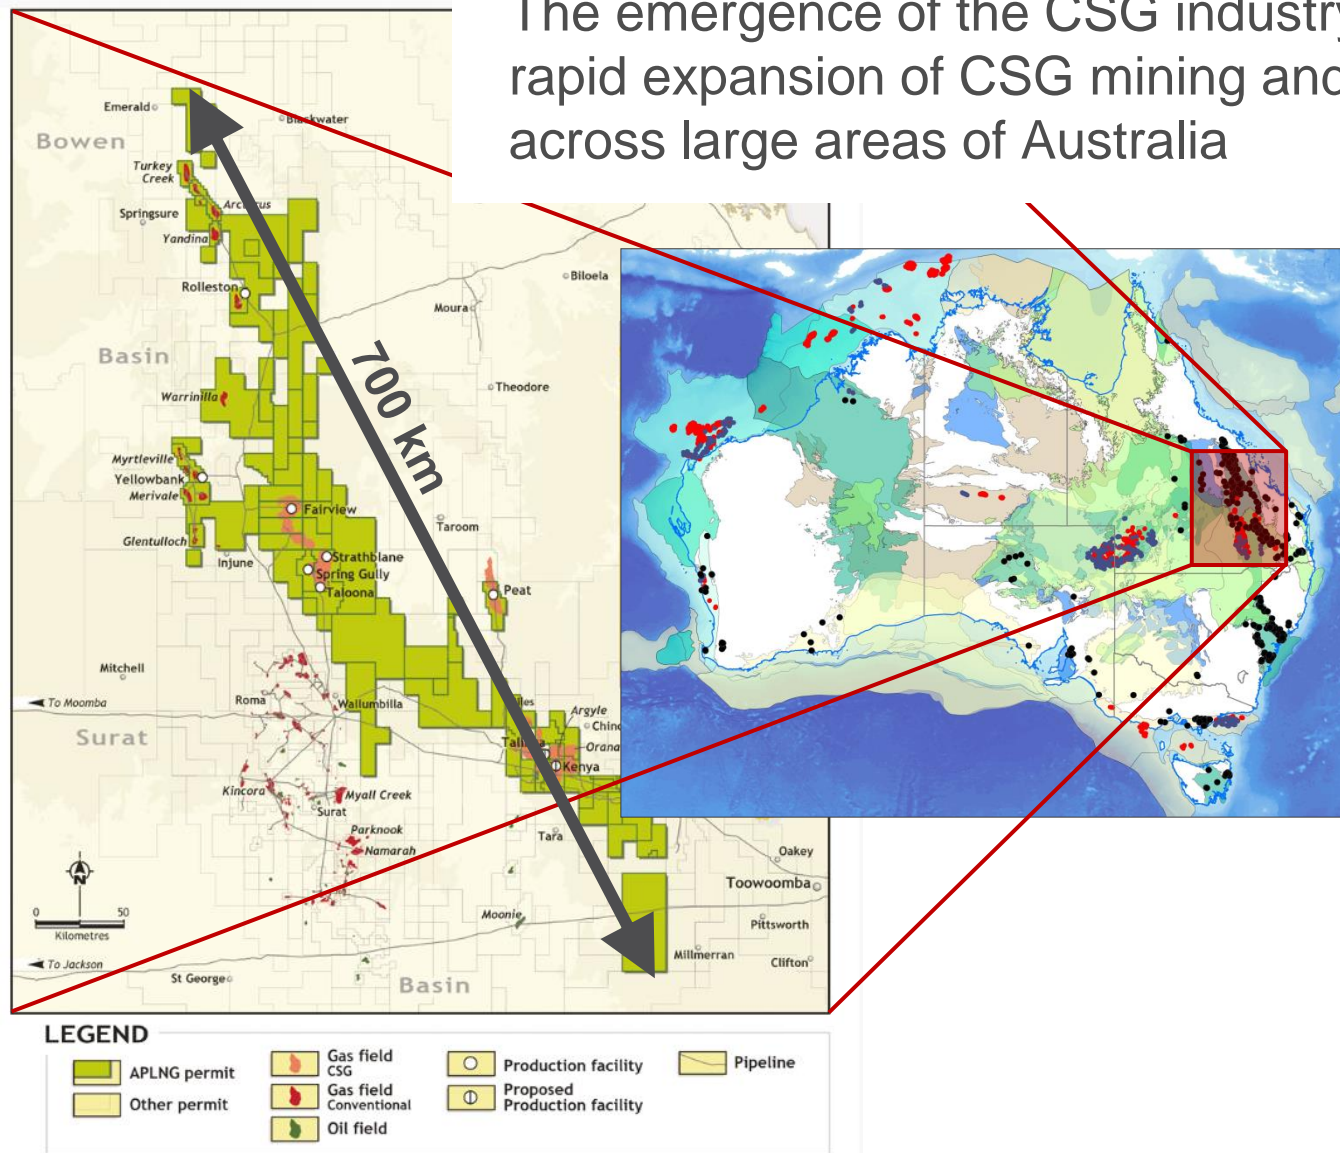 The emergence of the CSG industry
rapid expansion of CSG mining and
across large areas of Australia
Emerald
Blackwater
Bowen
Turkey
Creek
Arcturus
Springsure
Yandina
Rolleston
Biloela
Moura
Basin
700 km
Theodore
Warrinilla
Myrtleville
Yellowbank
Merivale
Fairview
Taroom
Glentulloch
Injune
Strathblane
Spring Gully
Taloona
Peat
Mitchell
Roma
Wallumbilla
To Moomba
Surat
Argyle
Talinga
Orana
Kenya
Kincora
Myall Creek
Surat
Parknook
Namarah
Tara
N
Oakey
Toowoomba
0 50
Kilometres
Moonie
Pittsworth
To Jackson
Millmerran
Clifton
St George
Basin
LEGEND
APLNG permit
Other permit
Gas field
CSG
Gas field
Conventional
Oil field
Production facility
Proposed
Production facility
Pipeline